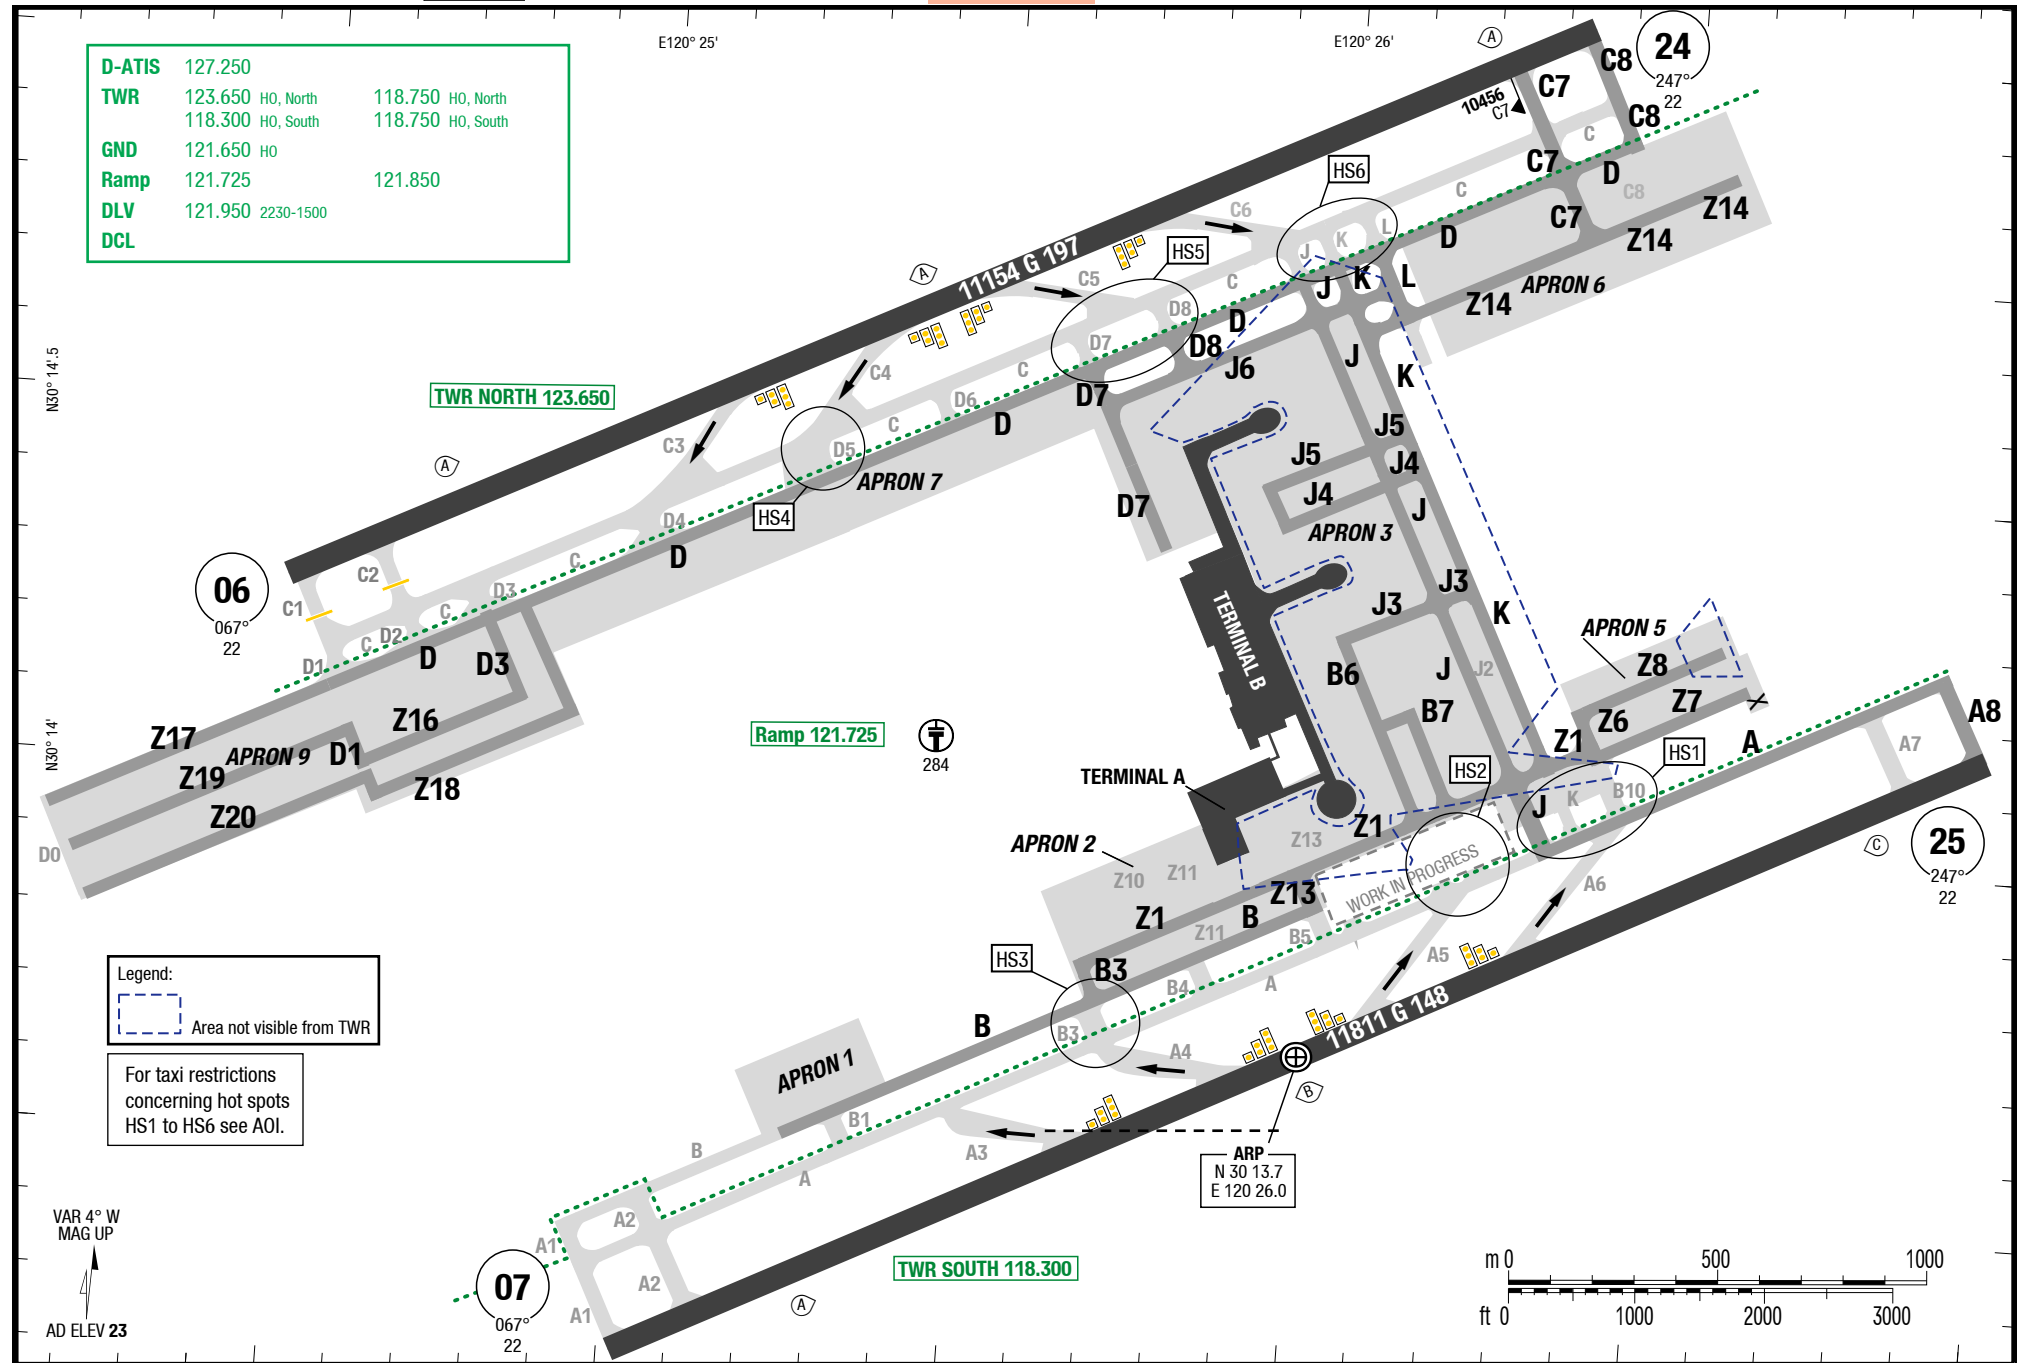 E120° 25'
E120° 26'
D-ATIS 127.250
TWR 123.650 HO, North 118.750 HO, North
118.300 HO, South 118.750 HO, South
GND 121.650 HO
Ramp 121.725 121.850
DLV 121.950 2230-1500
DCL
A
24
247°
22
C8
C7
10456
C7
C8
C
C7
D
C8
C7
Z14
Z14
HS6
C
C6
L
K
J
D
L
APRON 6
Z14
A
11154 G 197
HS5
C5
C
D8
D
J
K
D7
D8
J6
J
K
N30° 14'.5
TWR NORTH 123.650
C4
C
D6
D7
C
D
C3
D5
APRON 7
J5
J5
J4
J4
A
HS4
D7
J
APRON 3
D4
D
C
C2
C1
06
067°
22
D3
C
D2
C
D1
D
D3
TERMINAL B
J3
J3
K
APRON 5
Z8
B6
J
J2
Z7
Z16
Z17
APRON 9
D1
Z19
Z18
Z20
D0
N30° 14'
Ramp 121.725
284
B7
Z6
Z1
A
A8
A7
HS1
HS2
TERMINAL A
K
B10
J
Z1
Z13
APRON 2
Z10
Z11
WORK IN PROGRESS
A6
C
25
247°
22
Z13
Z1
B
Z11
B5
HS3
B3
B4
A
A5
Legend:
Area not visible from TWR
B
B3
A4
11811 G 148
For taxi restrictions
concerning hot spots
HS1 to HS6 see AOI.
APRON 1
B
B1
B
A
A3
ARP
N 30 13.7
E 120 26.0
A2
A1
A2
A1
VAR 4° W
MAG UP
AD ELEV 23
07
067°
22
A
TWR SOUTH 118.300
m 0 500 1000
ft 0 1000 2000 3000